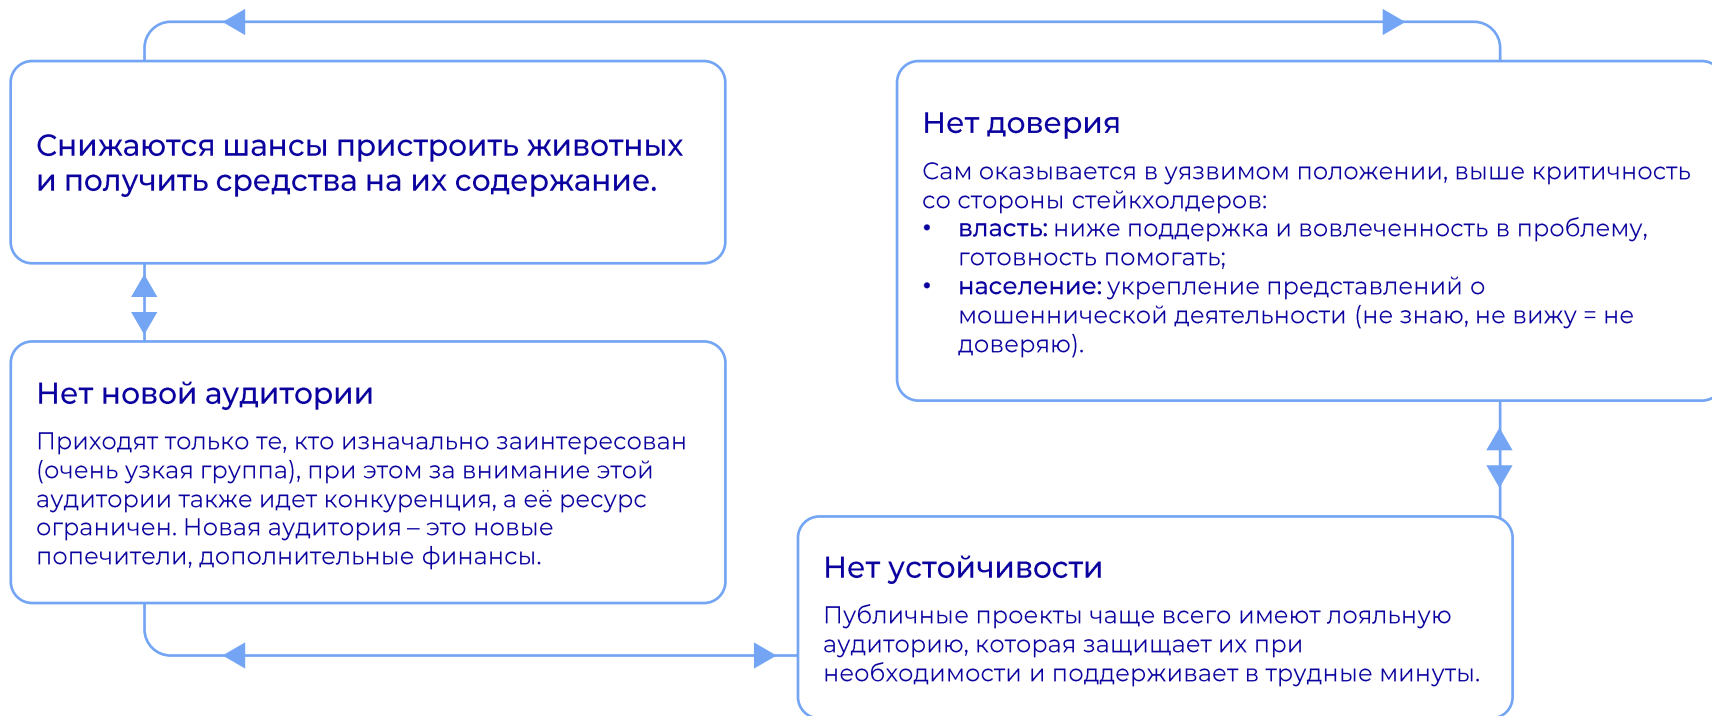 Снижаются шансы пристроить животных
и получить средства на их содержание.
Нет доверия
Сам оказывается в уязвимом положении, выше критичность
со стороны стейкхолдеров:
• власть: ниже поддержка и вовлеченность в проблему,
готовность помогать;
• население: укрепление представлений о
мошеннической деятельности (не знаю, не вижу = не
доверяю).
Нет новой аудитории
Приходят только те, кто изначально заинтересован
(очень узкая группа), при этом за внимание этой
аудитории также идет конкуренция, а её ресурс
ограничен. Новая аудитория – это новые
попечители, дополнительные финансы.
Нет устойчивости
Публичные проекты чаще всего имеют лояльную
аудиторию, которая защищает их при
необходимости и поддерживает в трудные минуты.